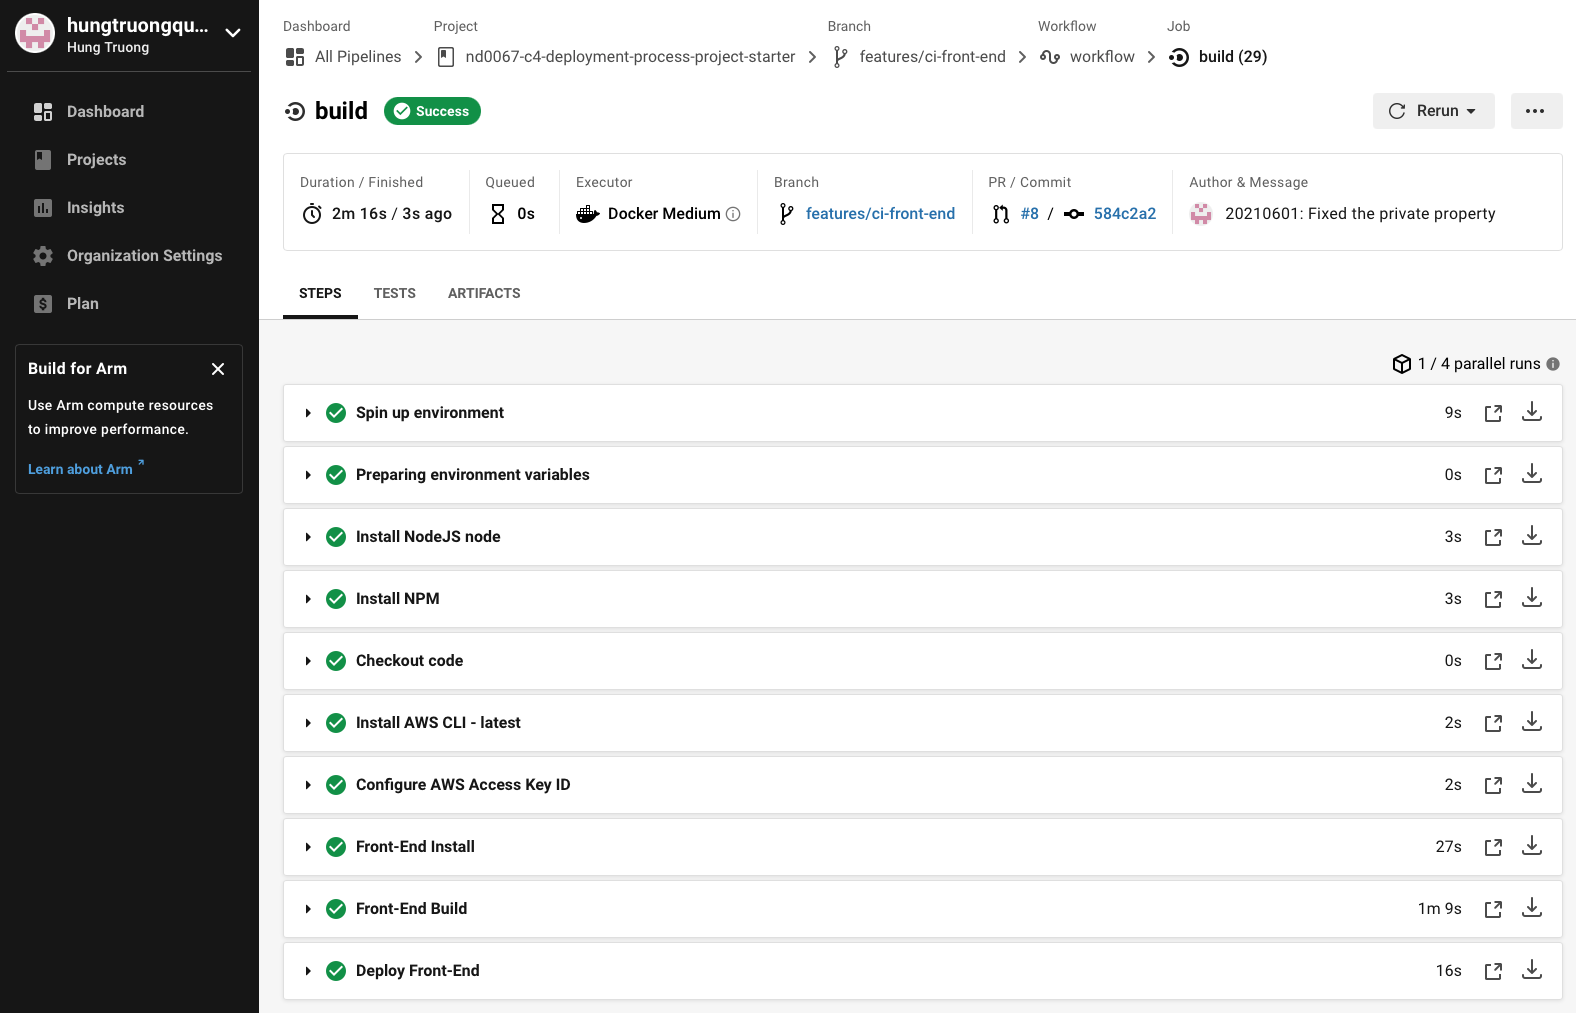 hungtruongqu...
Hung Truong
Dashboard
Projects
Insights
Organization Settings
Plan
Build for Arm
Use Arm compute resources
to improve performance.
Learn about Arm
Dashboard
All Pipelines
Project
nd0067-c4-deployment-process-project-starter
Branch
features/ci-front-end
Workflow
workflow
Job
build (29)
build
Success
Rerun
Duration / Finished
2m 16s / 3s ago
Queued
0s
Executor
Docker Medium
Branch
features/ci-front-end
PR / Commit
#8 / 584c2a2
Author & Message
20210601: Fixed the private property
STEPS
TESTS
ARTIFACTS
1 / 4 parallel runs
Spin up environment 9s
Preparing environment variables 0s
Install NodeJS node 3s
Install NPM 3s
Checkout code 0s
Install AWS CLI - latest 2s
Configure AWS Access Key ID 2s
Front-End Install 27s
Front-End Build 1m 9s
Deploy Front-End 16s